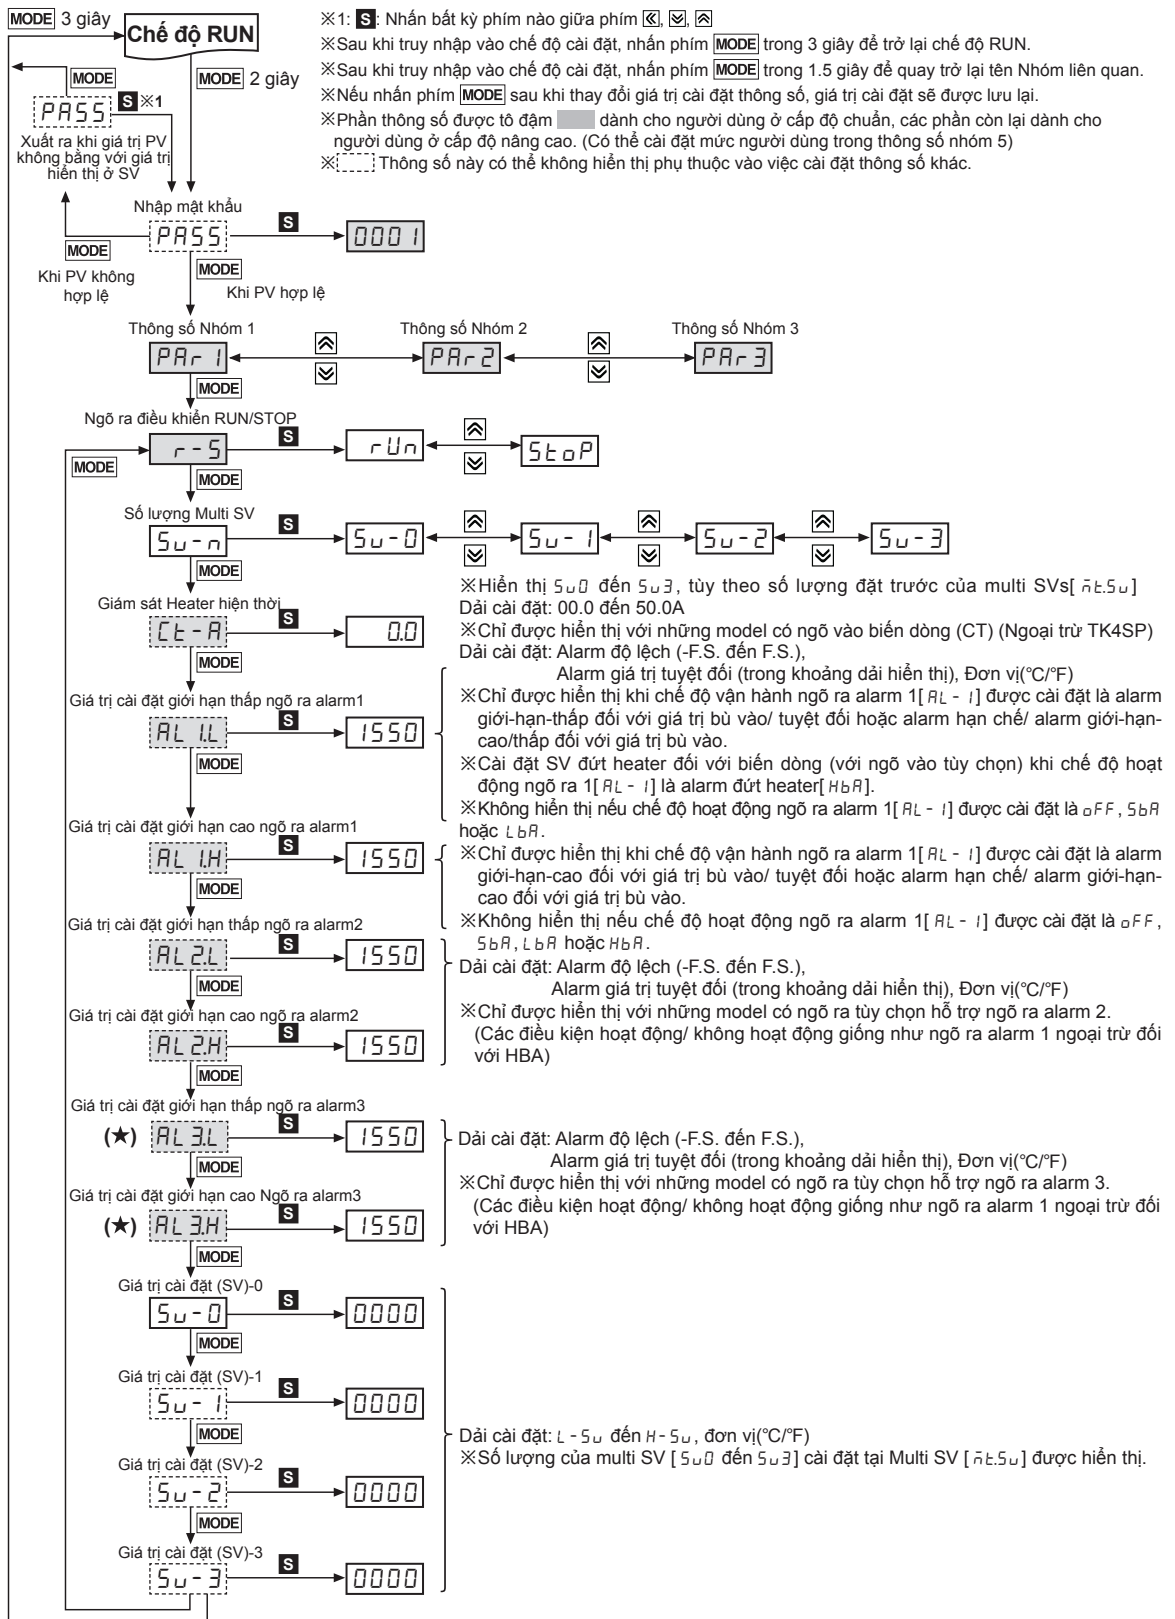 MODE 3 giây
Chế độ RUN
MODE
MODE 2 giây
PASS S ※1
Xuất ra khi giá trị PV
không bằng với giá trị
hiển thị ở SV
※1: S: Nhấn bất kỳ phím nào giữa phím «, ︾, ︽
※Sau khi truy nhập vào chế độ cài đặt, nhấn phím MODE trong 3 giây để trở lại chế độ RUN.
※Sau khi truy nhập vào chế độ cài đặt, nhấn phím MODE trong 1.5 giây để quay trở lại tên Nhóm liên quan.
※Nếu nhấn phím MODE sau khi thay đổi giá trị cài đặt thông số, giá trị cài đặt sẽ được lưu lại.
※Phần thông số được tô đậm dành cho người dùng ở cấp độ chuẩn, các phần còn lại dành cho
người dùng ở cấp độ nâng cao. (Có thể cài đặt mức người dùng trong thông số nhóm 5)
※ Thông số này có thể không hiển thị phụ thuộc vào việc cài đặt thông số khác.
Nhập mật khẩu
PASS S 0001
MODE
Khi PV không
hợp lệ
MODE
Khi PV hợp lệ
Thông số Nhóm 1
Thông số Nhóm 2
Thông số Nhóm 3
PAr1 ︽ ︾ PAr2 ︽ ︾ PAr3
MODE
Ngõ ra điều khiển RUN/STOP
MODE
r-S S rUn ︽ ︾ StoP
MODE
Số lượng Multi SV
Su-n S Su-0 ︽ ︾ Su-1 ︽ ︾ Su-2 ︽ ︾ Su-3
MODE
※Hiển thị Su0 đến Su3, tùy theo số lượng đặt trước của multi SVs[ñt.Su]
Giám sát Heater hiện thời
Ct-A S 0.0
MODE
Dải cài đặt: 00.0 đến 50.0A
※Chỉ được hiển thị với những model có ngõ vào biến dòng (CT) (Ngoại trừ TK4SP)
Giá trị cài đặt giới hạn thấp ngõ ra alarm1
AL1.L S 1550
MODE
Dải cài đặt: Alarm độ lệch (-F.S. đến F.S.),
Alarm giá trị tuyệt đối (trong khoảng dải hiển thị), Đơn vị(°C/°F)
※Chỉ được hiển thị khi chế độ vận hành ngõ ra alarm 1[AL-1] được cài đặt là alarm
giới-hạn-thấp đối với giá trị bù vào/ tuyệt đối hoặc alarm hạn chế/ alarm giới-hạn-
cao/thấp đối với giá trị bù vào.
※Cài đặt SV đứt heater đối với biến dòng (với ngõ vào tùy chọn) khi chế độ hoạt
động ngõ ra 1[AL-1] là alarm đứt heater[HbA].
※Không hiển thị nếu chế độ hoạt động ngõ ra alarm 1[AL-1] được cài đặt là oFF, SbA
hoặc LbA.
Giá trị cài đặt giới hạn cao ngõ ra alarm1
AL1.H S 1550
MODE
※Chỉ được hiển thị khi chế độ vận hành ngõ ra alarm 1[AL-1] được cài đặt là alarm
giới-hạn-cao đối với giá trị bù vào/ tuyệt đối hoặc alarm hạn chế/ alarm giới-hạn-
cao đối với giá trị bù vào.
※Không hiển thị nếu chế độ hoạt động ngõ ra alarm 1[AL-1] được cài đặt là oFF,
SbA, LbA hoặc HbA.
Giá trị cài đặt giới hạn thấp ngõ ra alarm2
AL2.L S 1550
MODE
Giá trị cài đặt giới hạn cao ngõ ra alarm2
AL2.H S 1550
MODE
Dải cài đặt: Alarm độ lệch (-F.S. đến F.S.),
Alarm giá trị tuyệt đối (trong khoảng dải hiển thị), Đơn vị(°C/°F)
※Chỉ được hiển thị với những model có ngõ ra tùy chọn hỗ trợ ngõ ra alarm 2.
(Các điều kiện hoạt động/ không hoạt động giống như ngõ ra alarm 1 ngoại trừ đối
với HBA)
Giá trị cài đặt giới hạn thấp ngõ ra alarm3
(★) AL3.L S 1550
MODE
Giá trị cài đặt giới hạn cao Ngõ ra alarm3
(★) AL3.H S 1550
MODE
Dải cài đặt: Alarm độ lệch (-F.S. đến F.S.),
Alarm giá trị tuyệt đối (trong khoảng dải hiển thị), Đơn vị(°C/°F)
※Chỉ được hiển thị với những model có ngõ ra tùy chọn hỗ trợ ngõ ra alarm 3.
(Các điều kiện hoạt động/ không hoạt động giống như ngõ ra alarm 1 ngoại trừ đối
với HBA)
Giá trị cài đặt (SV)-0
Su-0 S 0000
MODE
Giá trị cài đặt (SV)-1
Su-1 S 0000
MODE
Giá trị cài đặt (SV)-2
Su-2 S 0000
MODE
Giá trị cài đặt (SV)-3
Su-3 S 0000
Dải cài đặt: L-Su đến H-Su, đơn vị(°C/°F)
※Số lượng của multi SV [Su0 đến Su3] cài đặt tại Multi SV [ñt.Su] được hiển thị.